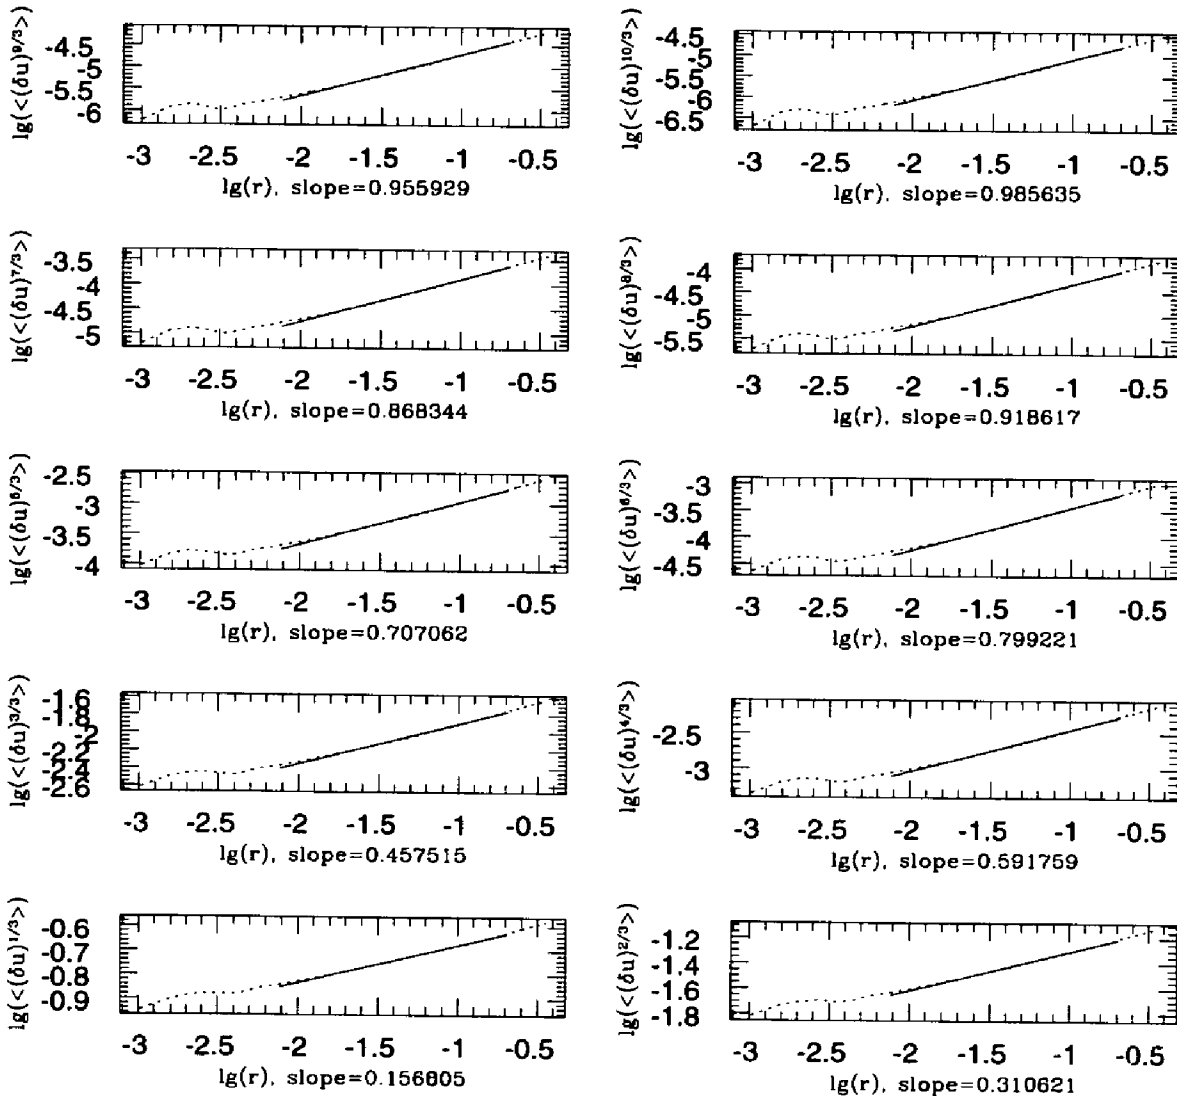 lg(<(δu)^9/3>)
-4.5
-5
-5.5
-6
-3 -2.5 -2 -1.5 -1 -0.5
lg(r), slope=0.955929
lg(<(δu)^10/3>)
-4.5
-5
-5.5
-6
-6.5
-3 -2.5 -2 -1.5 -1 -0.5
lg(r), slope=0.985635
lg(<(δu)^7/3>)
-3.5
-4
-4.5
-5
-3 -2.5 -2 -1.5 -1 -0.5
lg(r), slope=0.868344
lg(<(δu)^8/3>)
-4
-4.5
-5
-5.5
-3 -2.5 -2 -1.5 -1 -0.5
lg(r), slope=0.918617
lg(<(δu)^5/3>)
-2.5
-3
-3.5
-4
-3 -2.5 -2 -1.5 -1 -0.5
lg(r), slope=0.707062
lg(<(δu)^6/3>)
-3
-3.5
-4
-4.5
-3 -2.5 -2 -1.5 -1 -0.5
lg(r), slope=0.799221
lg(<(δu)^3/3>)
-1.6
-1.8
-2
-2.2
-2.4
-2.6
-3 -2.5 -2 -1.5 -1 -0.5
lg(r), slope=0.457515
lg(<(δu)^4/3>)
-2.5
-3
-3 -2.5 -2 -1.5 -1 -0.5
lg(r), slope=0.591759
lg(<(δu)^1/3>)
-0.6
-0.7
-0.8
-0.9
-3 -2.5 -2 -1.5 -1 -0.5
lg(r), slope=0.156805
lg(<(δu)^2/3>)
-1.2
-1.4
-1.6
-1.8
-3 -2.5 -2 -1.5 -1 -0.5
lg(r), slope=0.310621